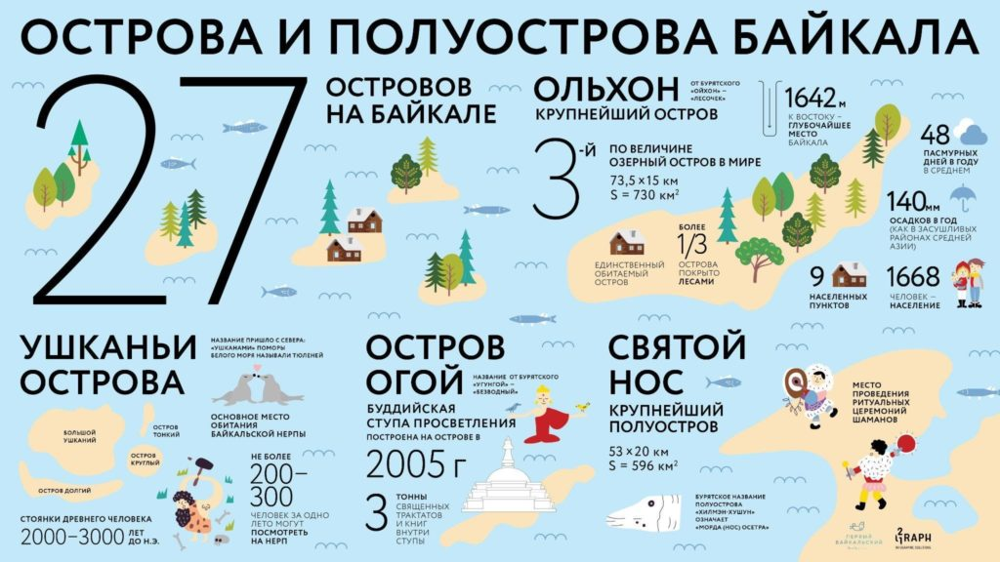 ОСТРОВА И ПОЛУОСТРОВА БАЙКАЛА
27
ОСТРОВОВ
НА БАЙКАЛЕ
ОЛЬХОН
ОТ БУРЯТСКОГО
«ОЙХОН» –
«ЛЕСОЧЕК»
КРУПНЕЙШИЙ ОСТРОВ
3-й
ПО ВЕЛИЧИНЕ
ОЗЕРНЫЙ ОСТРОВ В МИРЕ
73,5 × 15 км
S = 730 км²
1642 м
К ВОСТОКУ –
ГЛУБОЧАЙШЕЕ
МЕСТО
БАЙКАЛА
48
ПАСМУРНЫХ
ДНЕЙ В ГОДУ
В СРЕДНЕМ
140 мм
ОСАДКОВ В ГОД
(КАК В ЗАСУШЛИВЫХ
РАЙОНАХ СРЕДНЕЙ
АЗИИ)
ЕДИНСТВЕННЫЙ
ОБИТАЕМЫЙ
ОСТРОВ
БОЛЕЕ
1/3
ОСТРОВА
ПОКРЫТО
ЛЕСАМИ
9
НАСЕЛЕННЫХ
ПУНКТОВ
1668
ЧЕЛОВЕК –
НАСЕЛЕНИЕ
УШКАНЬИ
ОСТРОВА
НАЗВАНИЕ ПРИШЛО С СЕВЕРА:
«УШКАНАМИ» ПОМОРЫ
БЕЛОГО МОРЯ НАЗЫВАЛИ ТЮЛЕНЕЙ
ОСНОВНОЕ МЕСТО
ОБИТАНИЯ
БАЙКАЛЬСКОЙ НЕРПЫ
БОЛЬШОЙ
УШКАНИЙ
ОСТРОВ
ТОНКИЙ
ОСТРОВ
КРУГЛЫЙ
ОСТРОВ ДОЛГИЙ
СТОЯНКИ ДРЕВНЕГО ЧЕЛОВЕКА
2000–3000 ЛЕТ
ДО Н.Э.
НЕ БОЛЕЕ
200–
300
ЧЕЛОВЕК ЗА ОДНО
ЛЕТО МОГУТ
ПОСМОТРЕТЬ
НА НЕРП
ОСТРОВ
ОГОЙ
НАЗВАНИЕ ОТ БУРЯТСКОГО
«УГУНГОЙ» –
«БЕЗВОДНЫЙ»
БУДДИЙСКАЯ
СТУПА ПРОСВЕТЛЕНИЯ
ПОСТРОЕНА НА ОСТРОВЕ В
2005 г
3
ТОННЫ
СВЯЩЕННЫХ
ТРАКТАТОВ
И КНИГ
ВНУТРИ
СТУПЫ
СВЯТОЙ
НОС
КРУПНЕЙШИЙ
ПОЛУОСТРОВ
53 × 20 км
S = 596 км²
БУРЯТСКОЕ НАЗВАНИЕ
ПОЛУОСТРОВА
«ХИЛМЭН-ХУШУН»
ОЗНАЧАЕТ
«МОРДА (НОС) ОСЕТРА»
МЕСТО
ПРОВЕДЕНИЯ
РИТУАЛЬНЫХ
ЦЕРЕМОНИЙ
ШАМАНОВ
ПЕРВЫЙ
БАЙКАЛЬСКИЙ